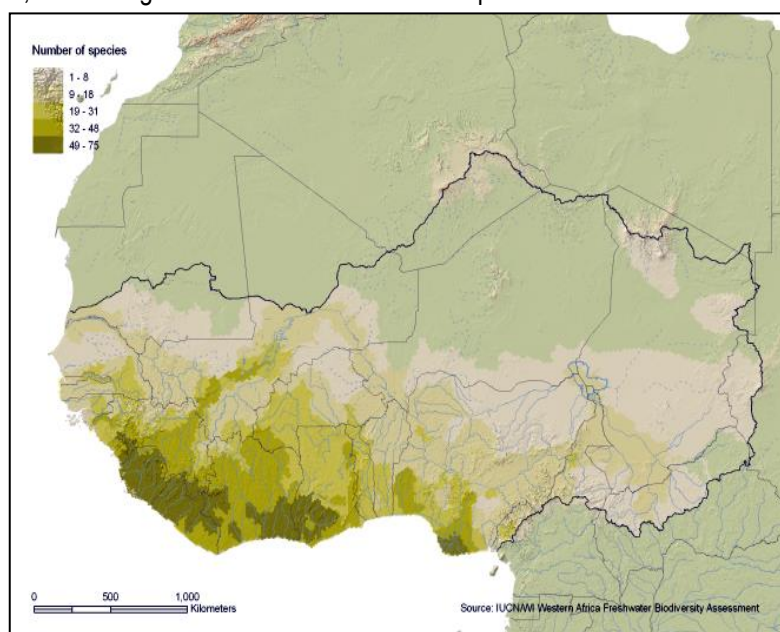 Number of species
1 - 8
9 - 18
19 - 31
32 - 48
49 - 75
0 500 1,000
Kilometers
Source: IUCN/WI Western Africa Freshwater Biodiversity Assessment